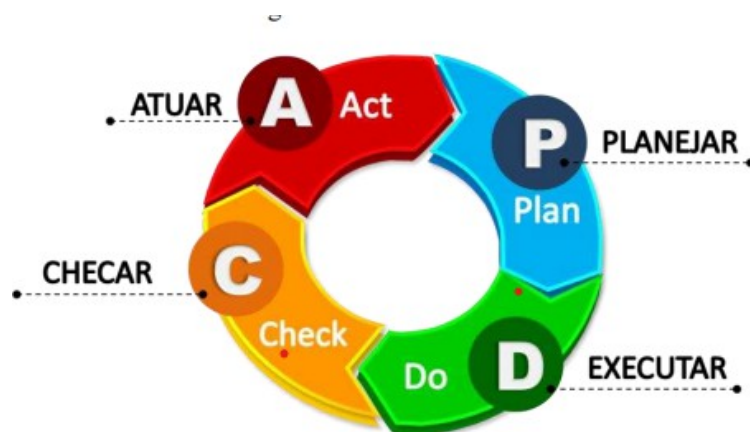 ATUAR
A
Act
P
PLANEJAR
Plan
C
CHECAR
Check
Do
D
EXECUTAR